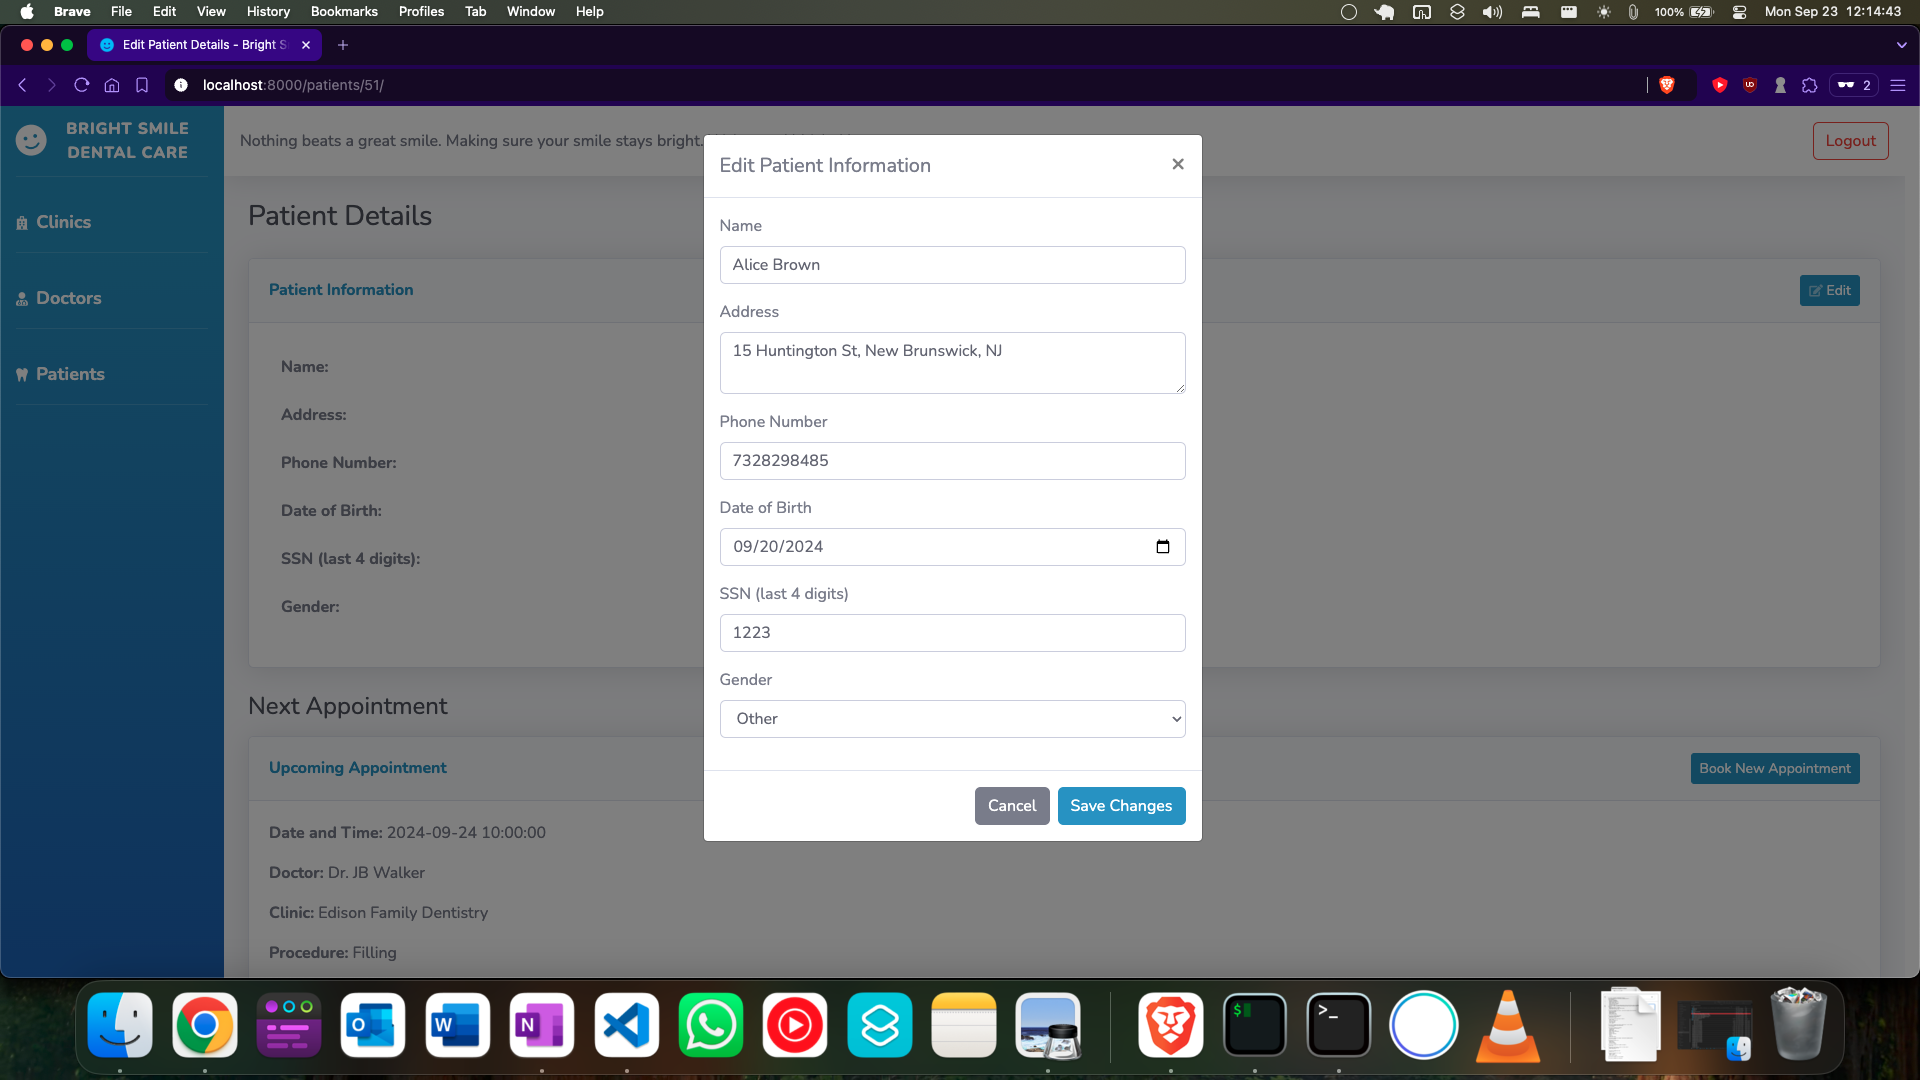 Brave File Edit View History Bookmarks Profiles Tab Window Help
100%
Mon Sep 23 12:14:43
Edit Patient Details - Bright S
localhost:8000/patients/51/
2
BRIGHT SMILE
DENTAL CARE
Clinics
Doctors
Patients
Nothing beats a great smile. Making sure your smile stays bright.
Logout
Patient Details
Patient Information
Edit
Name:
Address:
Phone Number:
Date of Birth:
SSN (last 4 digits):
Gender:
Next Appointment
Upcoming Appointment
Book New Appointment
Date and Time: 2024-09-24 10:00:00
Doctor: Dr. JB Walker
Clinic: Edison Family Dentistry
Procedure: Filling
Edit Patient Information
×
Name
Alice Brown
Address
15 Huntington St, New Brunswick, NJ
Phone Number
7328298485
Date of Birth
09/20/2024
SSN (last 4 digits)
1223
Gender
Other
Cancel
Save Changes
O
W
N
$
>_